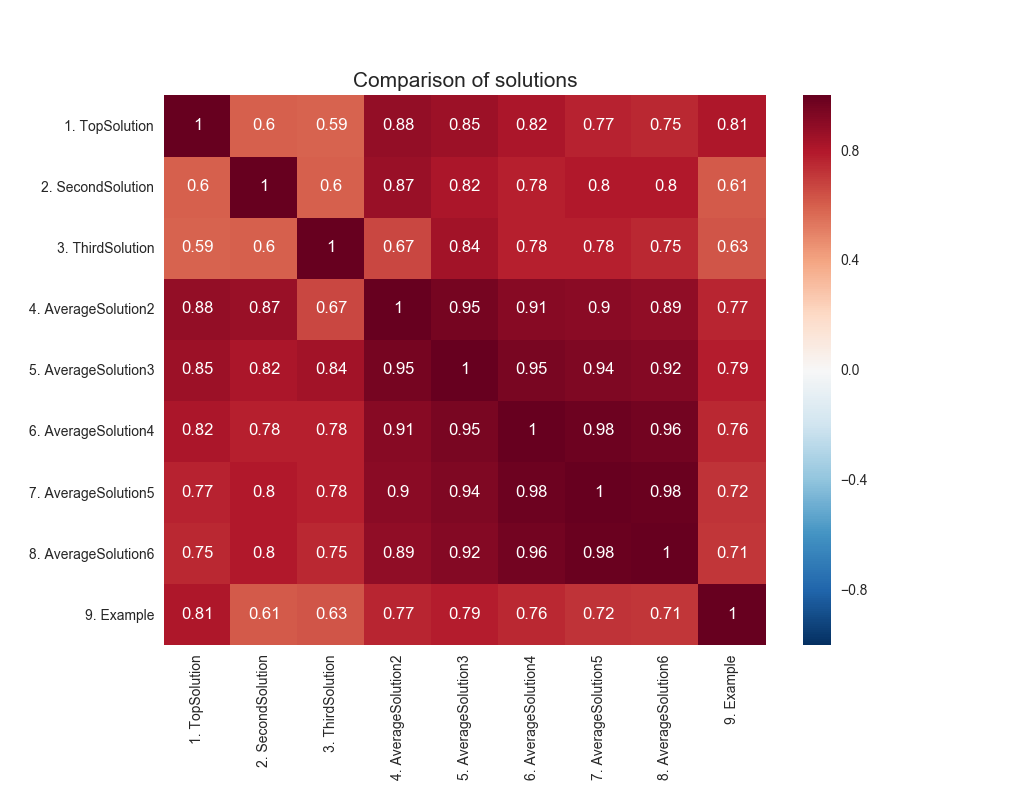 Comparison of solutions
1. TopSolution 1 0.6 0.59 0.88 0.85 0.82 0.77 0.75 0.81
2. SecondSolution 0.6 1 0.6 0.87 0.82 0.78 0.8 0.8 0.61
3. ThirdSolution 0.59 0.6 1 0.67 0.84 0.78 0.78 0.75 0.63
4. AverageSolution2 0.88 0.87 0.67 1 0.95 0.91 0.9 0.89 0.77
5. AverageSolution3 0.85 0.82 0.84 0.95 1 0.95 0.94 0.92 0.79
6. AverageSolution4 0.82 0.78 0.78 0.91 0.95 1 0.98 0.96 0.76
7. AverageSolution5 0.77 0.8 0.78 0.9 0.94 0.98 1 0.98 0.72
8. AverageSolution6 0.75 0.8 0.75 0.89 0.92 0.96 0.98 1 0.71
9. Example 0.81 0.61 0.63 0.77 0.79 0.76 0.72 0.71 1
1. TopSolution
2. SecondSolution
3. ThirdSolution
4. AverageSolution2
5. AverageSolution3
6. AverageSolution4
7. AverageSolution5
8. AverageSolution6
9. Example
0.8
0.4
0.0
−0.4
−0.8